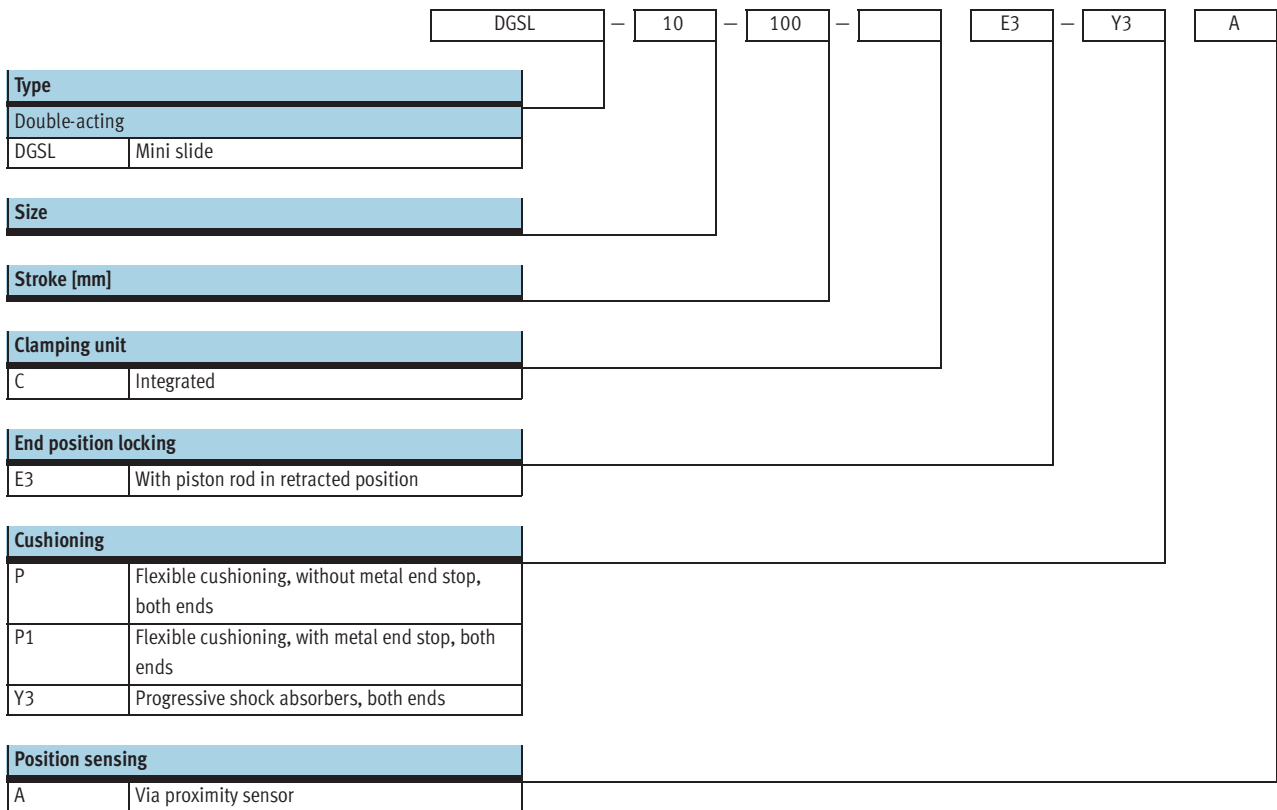 DGSL – 10 – 100 – E3 – Y3 A
Type
Double-acting
DGSL Mini slide
Size
Stroke [mm]
Clamping unit
C Integrated
End position locking
E3 With piston rod in retracted position
Cushioning
P Flexible cushioning, without metal end stop,
both ends
P1 Flexible cushioning, with metal end stop, both
ends
Y3 Progressive shock absorbers, both ends
Position sensing
A Via proximity sensor